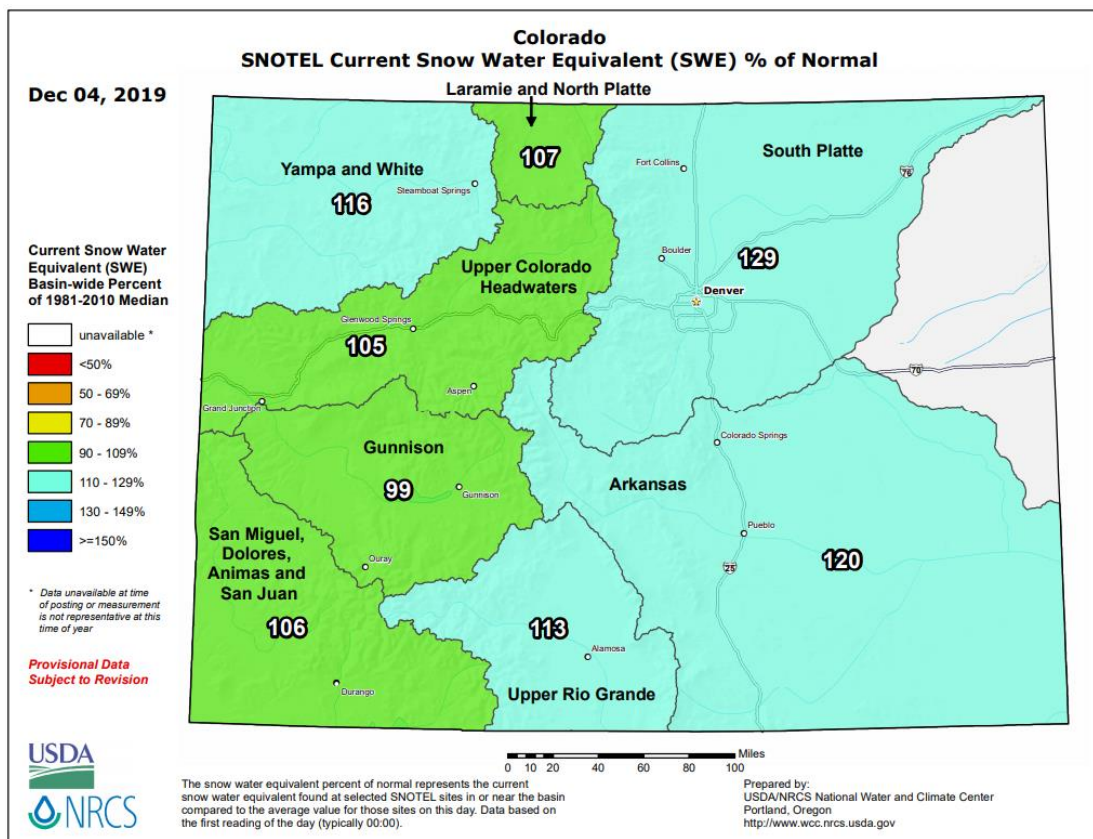 Colorado
SNOTEL Current Snow Water Equivalent (SWE) % of Normal
Dec 04, 2019
Laramie and North Platte
107
Yampa and White
Steamboat Springs
116
South Platte
Fort Collins
76
Boulder
129
Denver
Upper Colorado
Headwaters
Glenwood Springs
105
Aspen
Grand Junction
70
Colorado Springs
Gunnison
99
Gunnison
Arkansas
Pueblo
120
25
Ouray
San Miguel,
Dolores,
Animas and
San Juan
106
Durango
113
Alamosa
Upper Rio Grande
Current Snow Water
Equivalent (SWE)
Basin-wide Percent
of 1981-2010 Median
unavailable *
<50%
50 - 69%
70 - 89%
90 - 109%
110 - 129%
130 - 149%
>=150%
* Data unavailable at time
of posting or measurement
is not representative at this
time of year
Provisional Data
Subject to Revision
USDA
NRCS
Miles
0 10 20 40 60 80 100
The snow water equivalent percent of normal represents the current
snow water equivalent found at selected SNOTEL sites in or near the basin
compared to the average value for those sites on this day. Data based on
the first reading of the day (typically 00:00).
Prepared by:
USDA/NRCS National Water and Climate Center
Portland, Oregon
http://www.wcc.nrcs.usda.gov